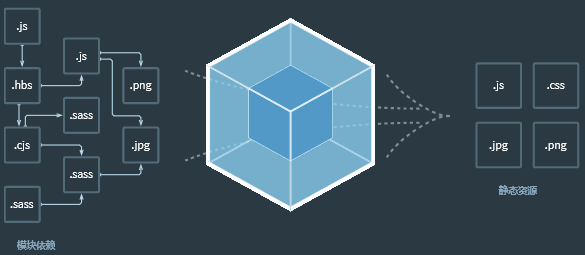 .js
.js
.hbs
.png
.sass
.cjs
.jpg
.sass
.sass
模块依赖
.js
.css
.jpg
.png
静态资源